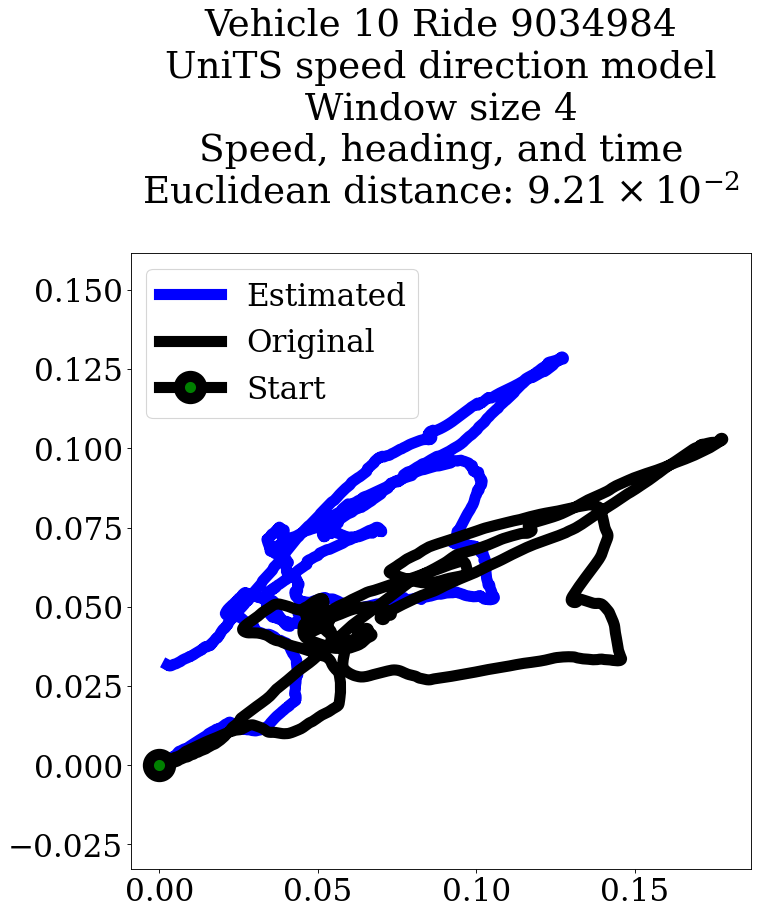 Vehicle 10 Ride 9034984
UniTS speed direction model
Window size 4
Speed, heading, and time
Euclidean distance: 9.21 × 10⁻²
Estimated
Original
Start
0.150
0.125
0.100
0.075
0.050
0.025
0.000
−0.025
0.00 0.05 0.10 0.15